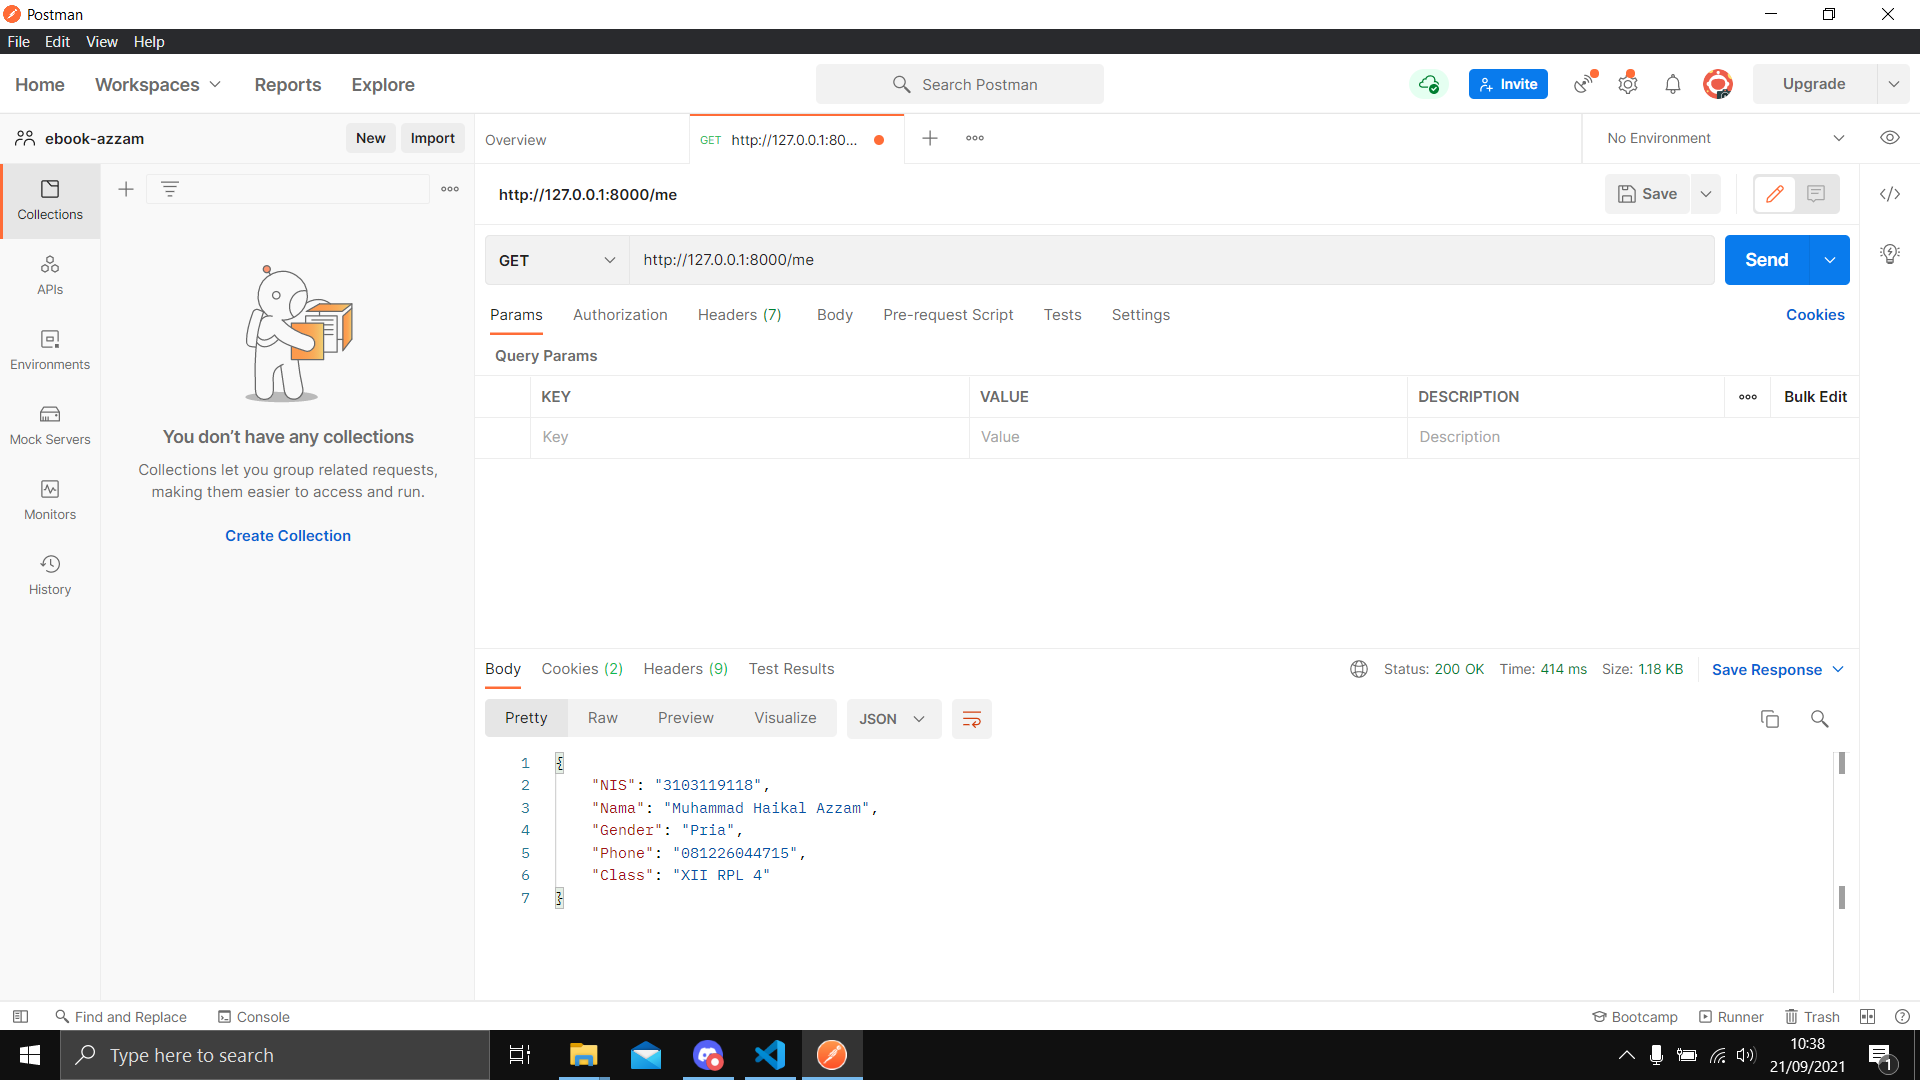 Postman
File Edit View Help
Home Workspaces Reports Explore Search Postman Invite Upgrade
ebook-azzam New Import Overview GET http://127.0.0.1:80... No Environment
http://127.0.0.1:8000/me Save
Collections
GET http://127.0.0.1:8000/me Send
APIs
Params Authorization Headers (7) Body Pre-request Script Tests Settings Cookies
Query Params
Environments
KEY VALUE DESCRIPTION Bulk Edit
Key Value Description
Mock Servers
You don’t have any collections
Collections let you group related requests,
making them easier to access and run.
Monitors
Create Collection
History
Body Cookies (2) Headers (9) Test Results Status: 200 OK Time: 414 ms Size: 1.18 KB Save Response
Pretty Raw Preview Visualize JSON
1 {
2 "NIS": "3103119118",
3 "Nama": "Muhammad Haikal Azzam",
4 "Gender": "Pria",
5 "Phone": "081226044715",
6 "Class": "XII RPL 4"
7 }
Find and Replace Console Bootcamp Runner Trash
Type here to search 10:38
21/09/2021 1